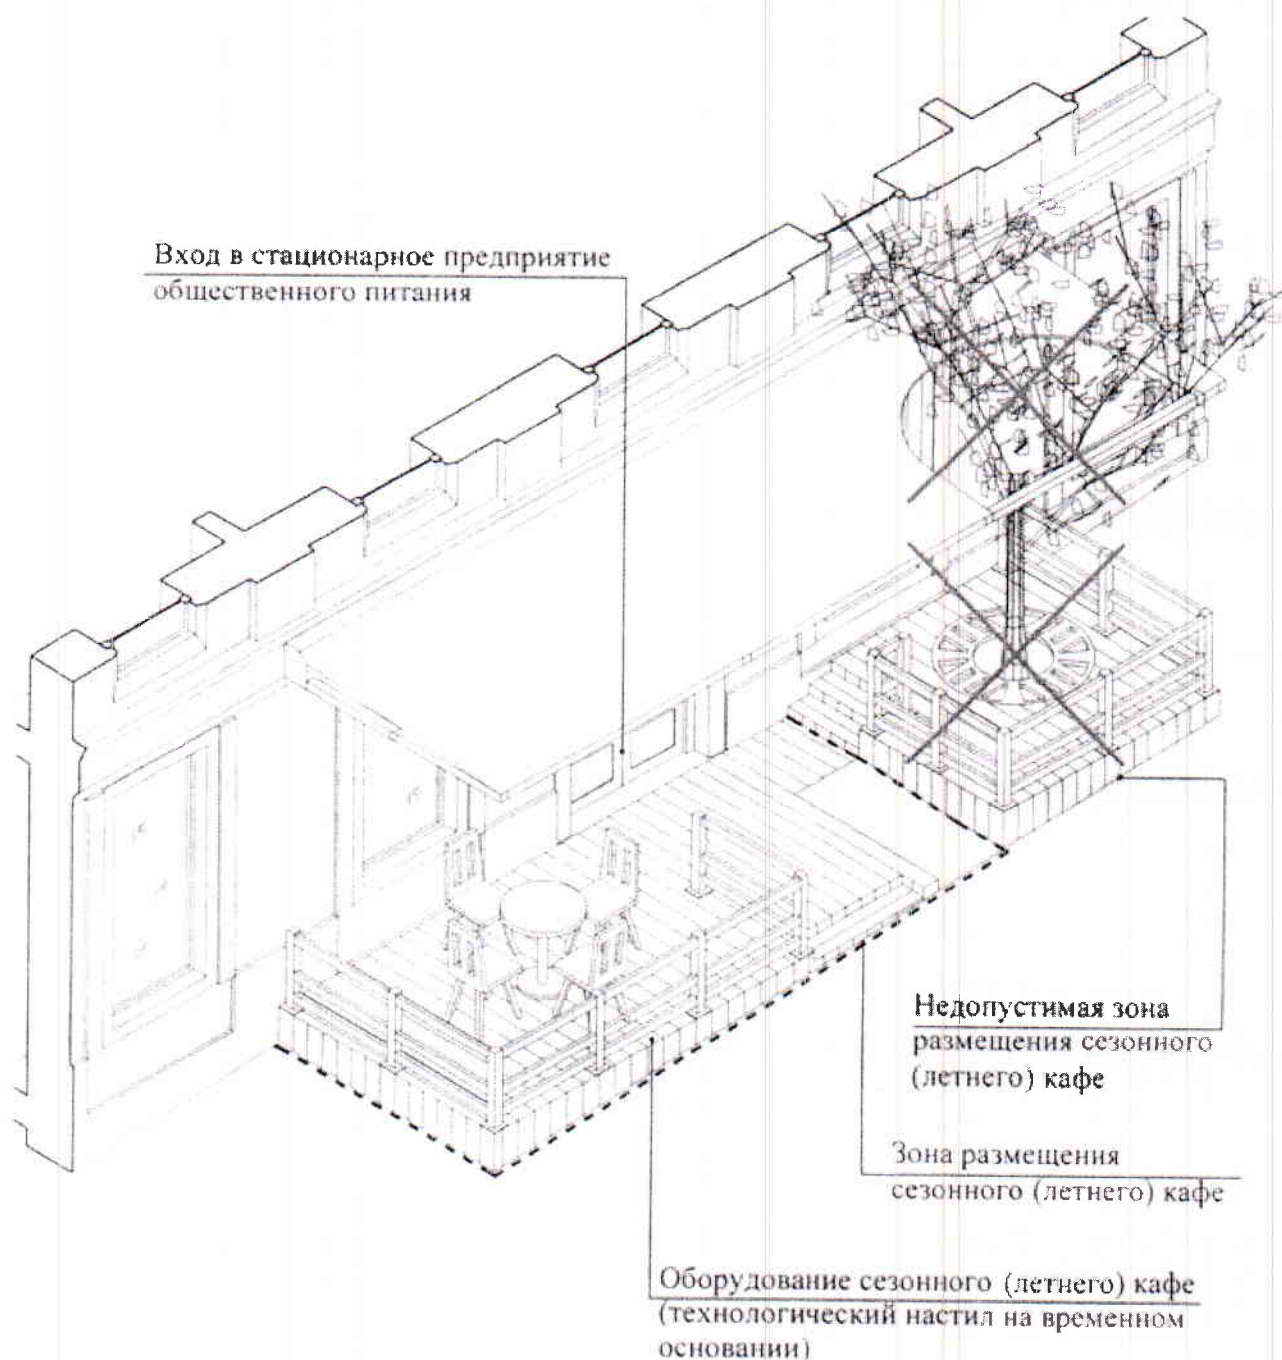 Вход в стационарное предприятие
общественного питания
Недопустимая зона
размещения сезонного
(летнего) кафе
Зона размещения
сезонного (летнего) кафе
Оборудование сезонного (летнего) кафе
(технологический настил на временном
основании)